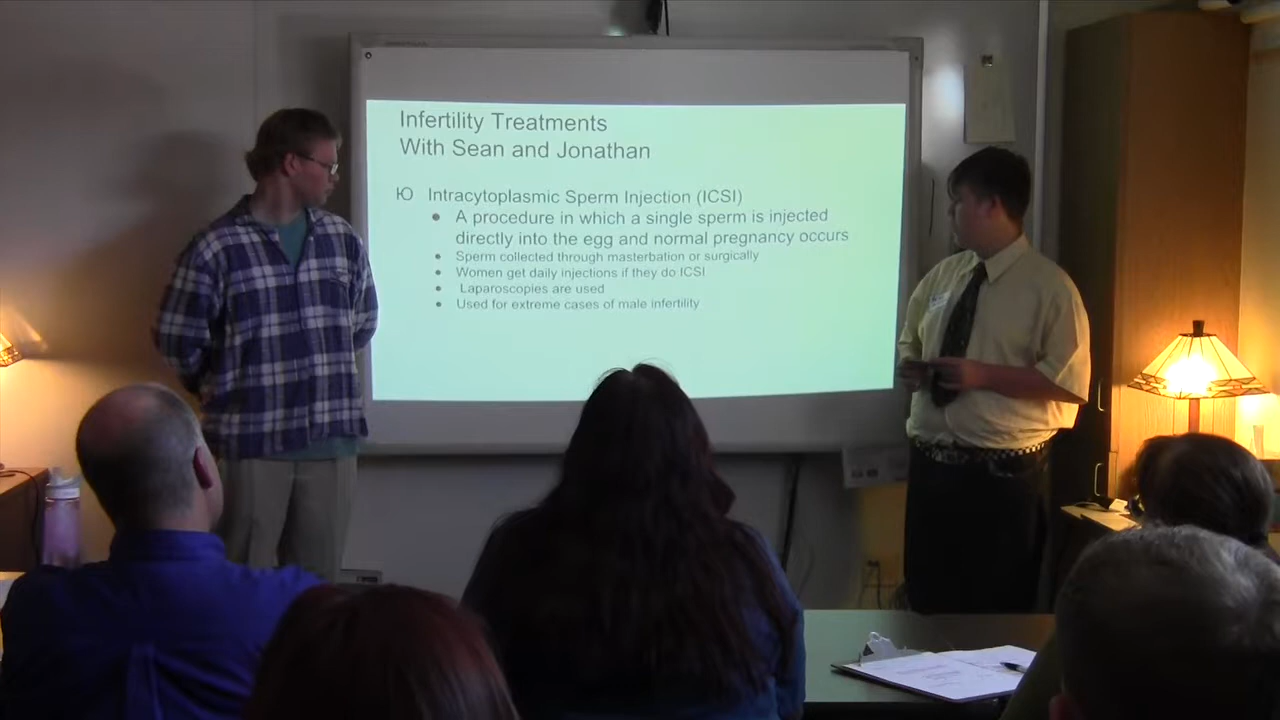 Infertility Treatments
With Sean and Jonathan
Ю Intracytoplasmic Sperm Injection (ICSI)
• A procedure in which a single sperm is injected
directly into the egg and normal pregnancy occurs
• Sperm collected through masterbation or surgically
• Women get daily injections if they do ICSI
• Laparoscopies are used
• Used for extreme cases of male infertility